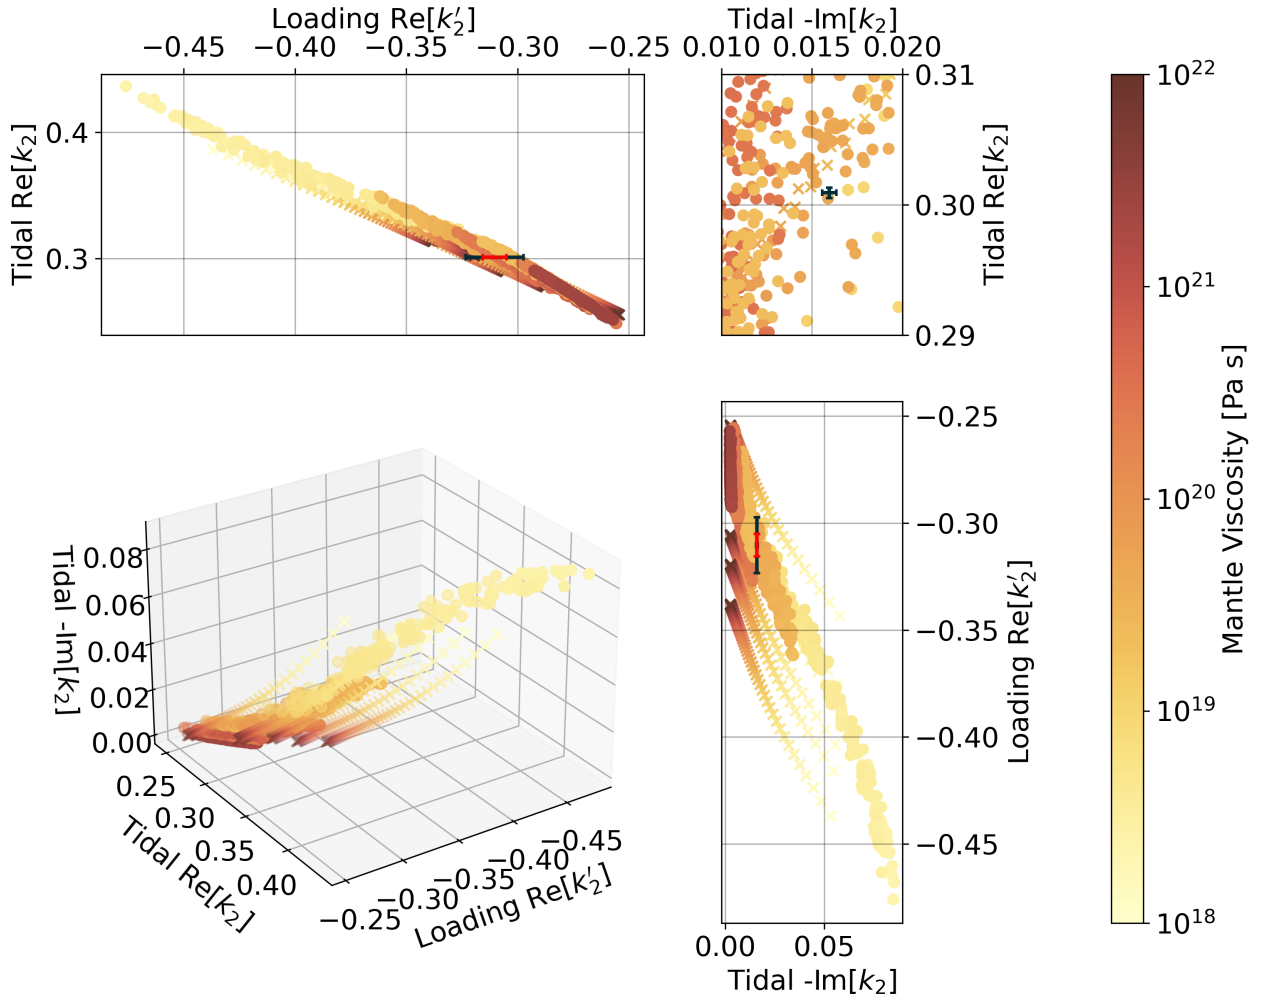 Loading Re[k₂′]
−0.45 −0.40 −0.35 −0.30 −0.25
Tidal Re[k₂]
0.4
0.3
Tidal -Im[k₂]
0.010 0.015 0.020
0.31
0.30
0.29
Tidal Re[k₂]
Tidal -Im[k₂]
0.08
0.06
0.04
0.02
0.00
0.25
0.30
0.35
0.40
Tidal Re[k₂]
−0.25
−0.30
−0.35
−0.40
−0.45
Loading Re[k₂′]
−0.25
−0.30
−0.35
−0.40
−0.45
Loading Re[k₂′]
0.00 0.05
Tidal -Im[k₂]
10²²
10²¹
10²⁰
10¹⁹
10¹⁸
Mantle Viscosity [Pa s]